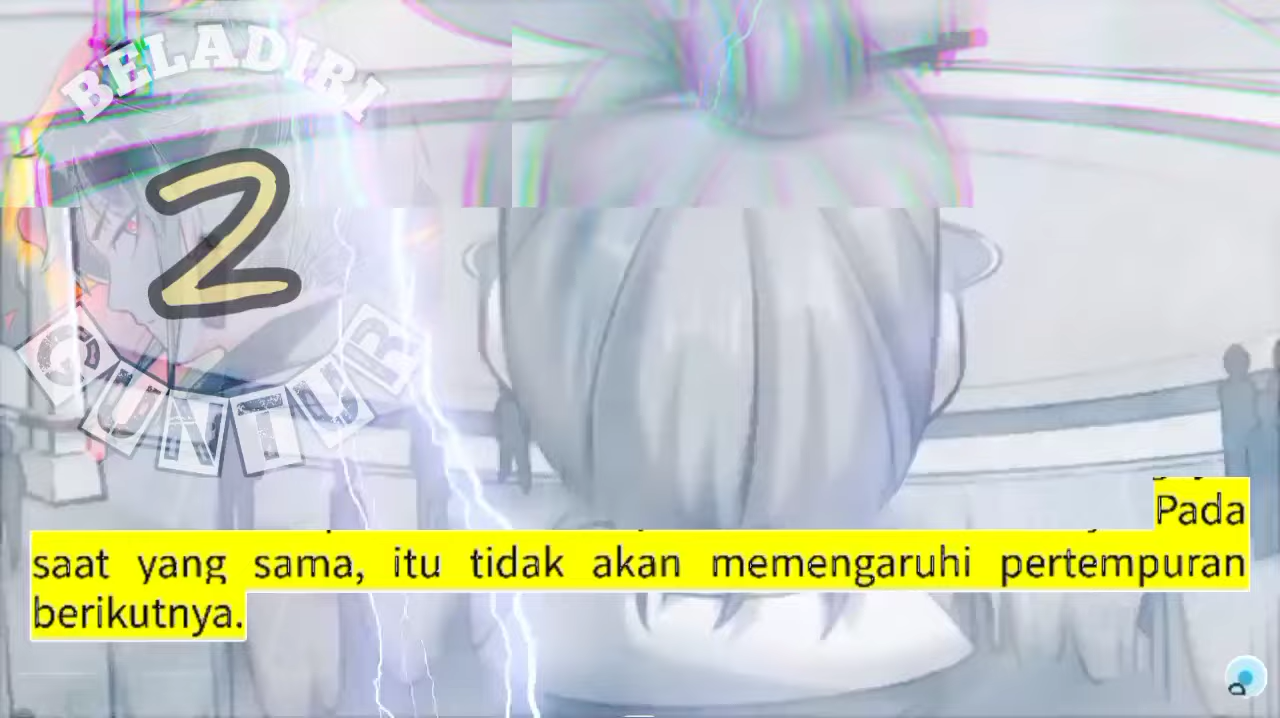 BELADIRI
2
GUNTUR
Pada
saat yang sama, itu tidak akan memengaruhi pertempuran
berikutnya.